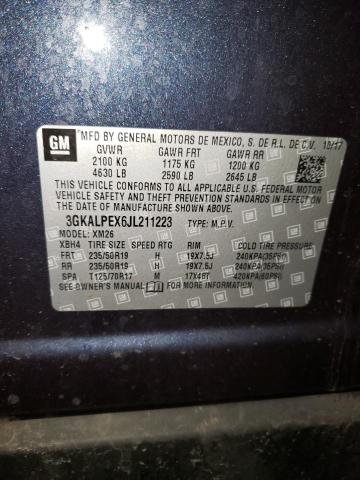 GM
MFD BY GENERAL MOTORS DE MEXICO, S. DE R.L. DE C.V. 10/17
GVWR GAWR FRT GAWR RR
2100 KG 1175 KG 1200 KG
4630 LB 2590 LB 2645 LB
THIS VEHICLE CONFORMS TO ALL APPLICABLE U.S. FEDERAL
MOTOR VEHICLE SAFETY, BUMPER, AND THEFT PREVENTION
STANDARDS IN EFFECT ON THE DATE OF MANUFACTURE
SHOWN ABOVE.
3GKALPEX6JL211223 TYPE: M.P.V.
MODEL: XM26
XBH4 TIRE SIZE SPEED RTG RIM COLD TIRE PRESSURE
FRT 235/50R19 H 19X7.5J 240KPA(35PSI)
RR 235/50R19 H 19X7.5J 240KPA(35PSI)
SPA T125/70R17 M 17X4BT 420KPA(60PSI)
SEE OWNER'S MANUAL FOR ADDITIONAL INFORMATION.